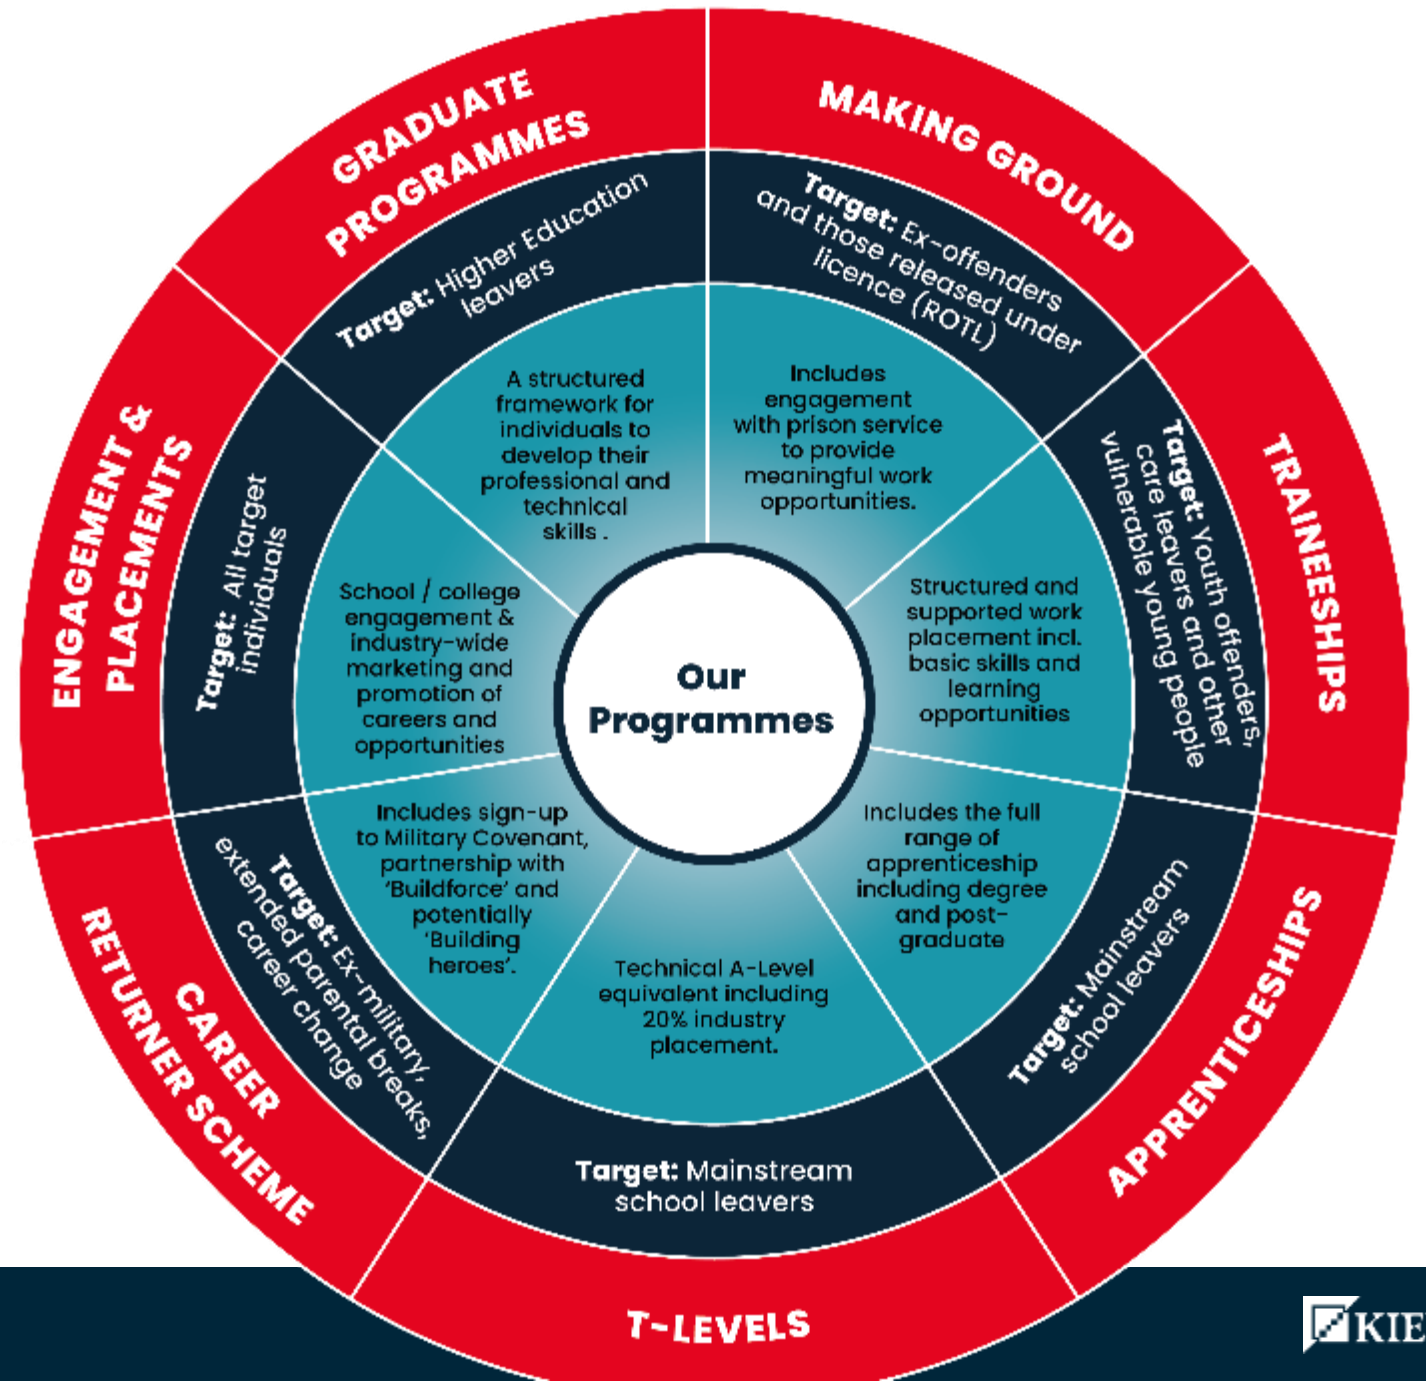 Our
Programmes
MAKING GROUND
Target: Ex-offenders
and those released under
licence (ROTL)
Includes
engagement
with prison service
to provide
meaningful work
opportunities.
TRAINEESHIPS
Target: Youth offenders,
care leavers and other
vulnerable young people
Structured and
supported work
placement incl.
basic skills and
learning
opportunities
APPRENTICESHIPS
Target: Mainstream
school leavers
Includes the full
range of
apprenticeship
including degree
and post-
graduate
T-LEVELS
Target: Mainstream
school leavers
Technical A-Level
equivalent including
20% industry
placement.
CAREER
RETURNER SCHEME
Target: Ex-military,
extended parental breaks,
career change
Includes sign-up
to Military Covenant,
partnership with
‘Buildforce’ and
potentially
‘Building
heroes’.
ENGAGEMENT &
PLACEMENTS
Target: All target
individuals
School / college
engagement &
industry-wide
marketing and
promotion of
careers and
opportunities
GRADUATE
PROGRAMMES
Target: Higher Education
leavers
A structured
framework for
individuals to
develop their
professional and
technical
skills .
KIE